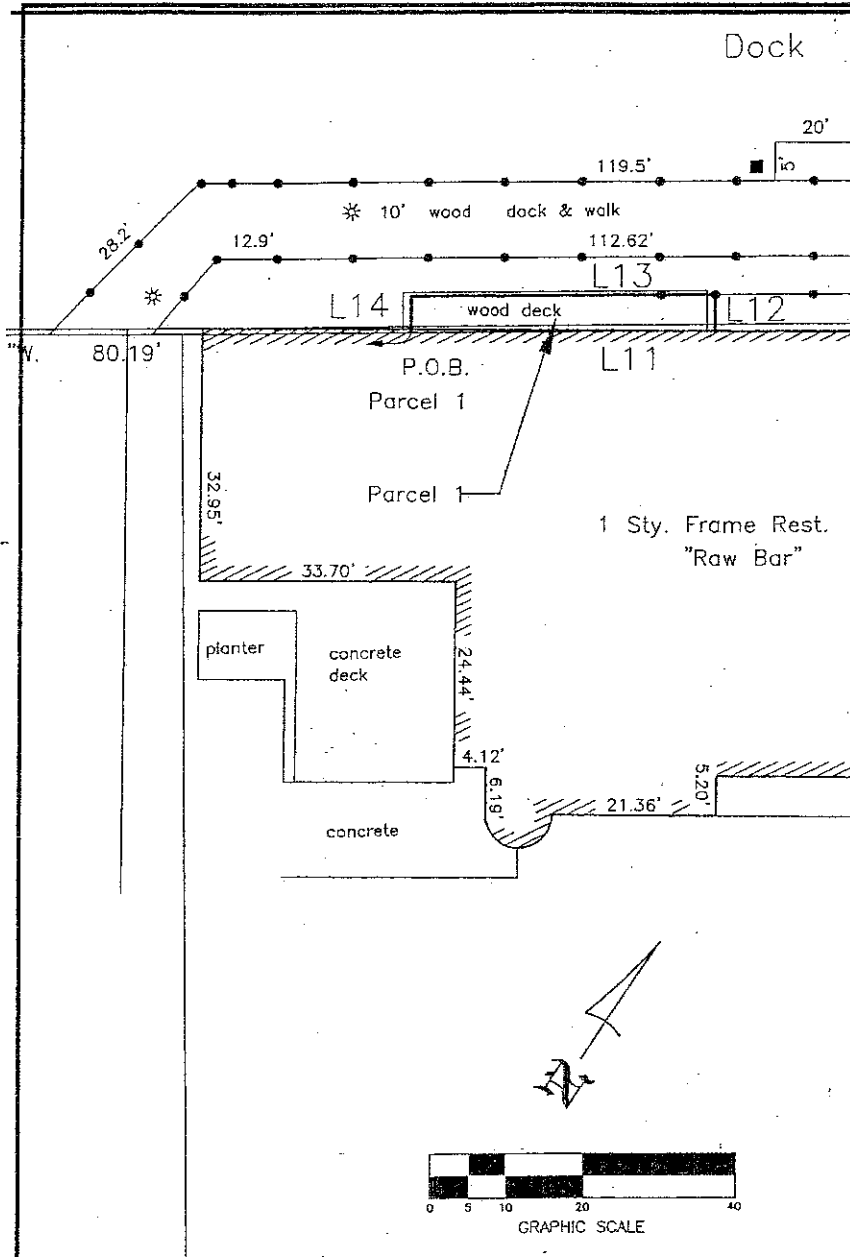 Dock
20'
119.5'
5'
10' wood dock & walk
28.2'
12.9'
112.62'
L13
L14
wood deck
L12
"W. 80.19'
P.O.B.
L11
Parcel 1
Parcel 1
32.95'
1 Sty. Frame Rest.
"Raw Bar"
33.70'
planter
concrete
deck
24.44'
4.12'
6.19'
5.20'
21.36'
concrete
N
0 5 10 20 40
GRAPHIC SCALE